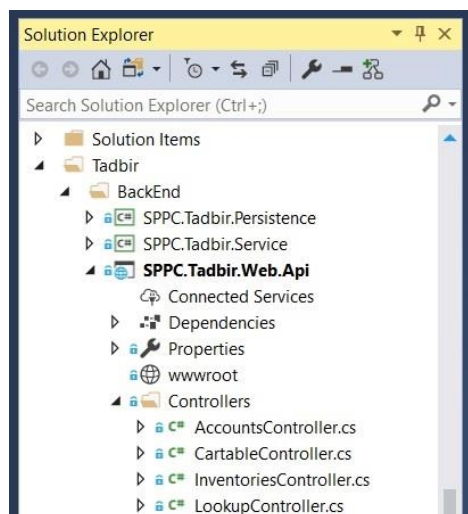 Solution Explorer
Search Solution Explorer (Ctrl+;)
Solution Items
Tadbir
BackEnd
C# SPPC.Tadbir.Persistence
C# SPPC.Tadbir.Service
SPPC.Tadbir.Web.Api
Connected Services
Dependencies
Properties
wwwroot
Controllers
C# AccountsController.cs
C# CartableController.cs
C# InventoriesController.cs
C# LookupController.cs